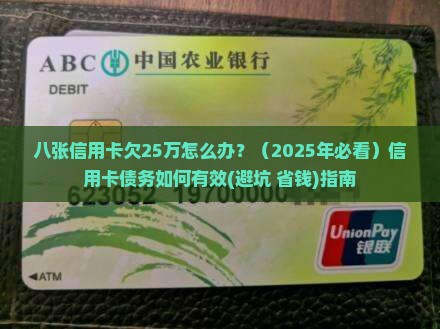 ABC 中国农业银行
DEBIT
八张信用卡欠25万怎么办？（2025年必看）信
用卡债务如何有效(避坑 省钱)指南
623052 1970000
UnionPay
银联
◀ATM